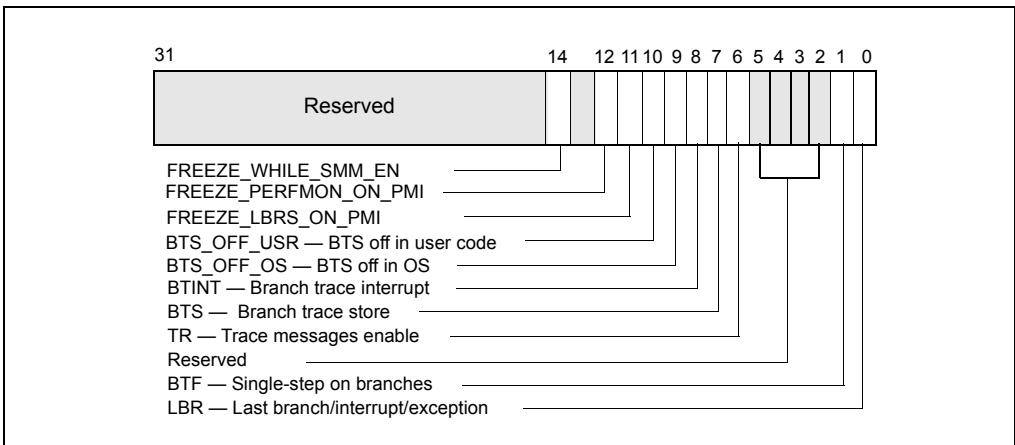 31 14 12 11 10 9 8 7 6 5 4 3 2 1 0
Reserved
FREEZE_WHILE_SMM_EN
FREEZE_PERFMON_ON_PMI
FREEZE_LBRS_ON_PMI
BTS_OFF_USR — BTS off in user code
BTS_OFF_OS — BTS off in OS
BTINT — Branch trace interrupt
BTS — Branch trace store
TR — Trace messages enable
Reserved
BTF — Single-step on branches
LBR — Last branch/interrupt/exception